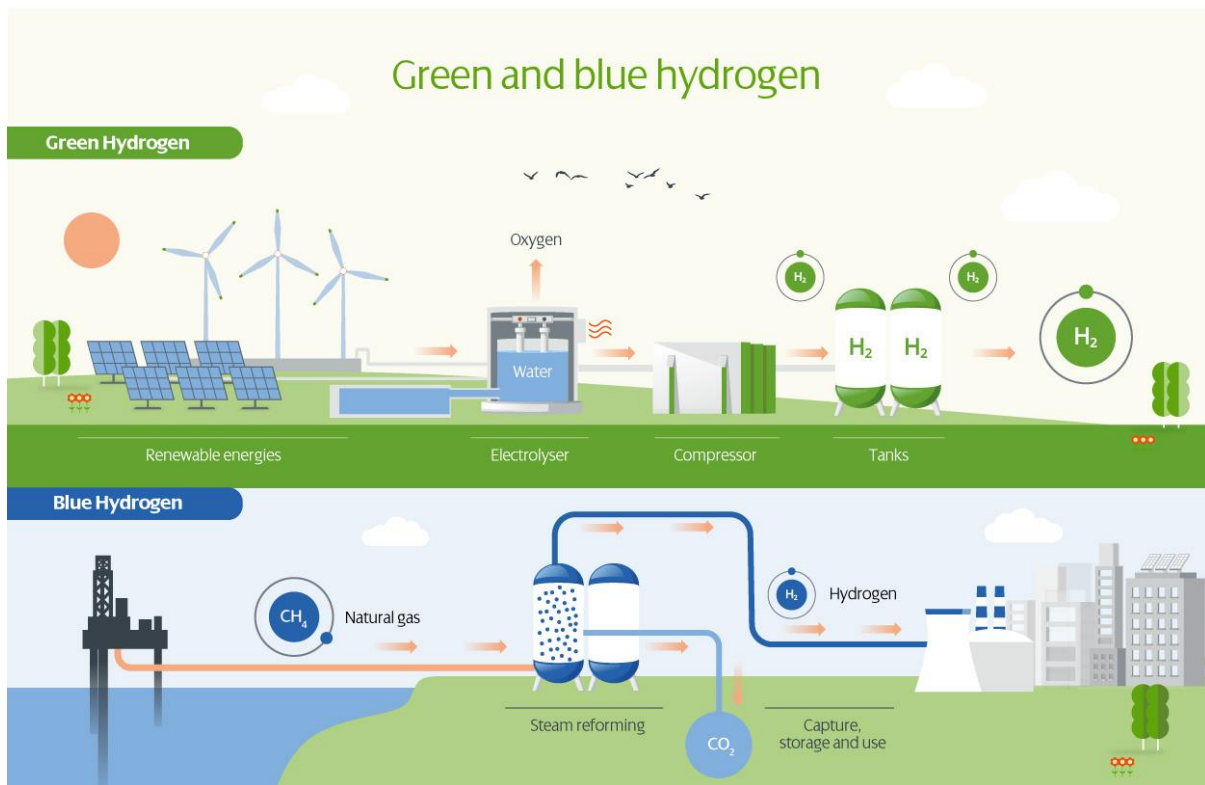 Green and blue hydrogen
Green Hydrogen
Oxygen
H₂
H₂
H₂
H₂
H₂
Water
Renewable energies
Electrolyser
Compressor
Tanks
Blue Hydrogen
CH₄
Natural gas
H₂
Hydrogen
Steam reforming
CO₂
Capture,
storage and use